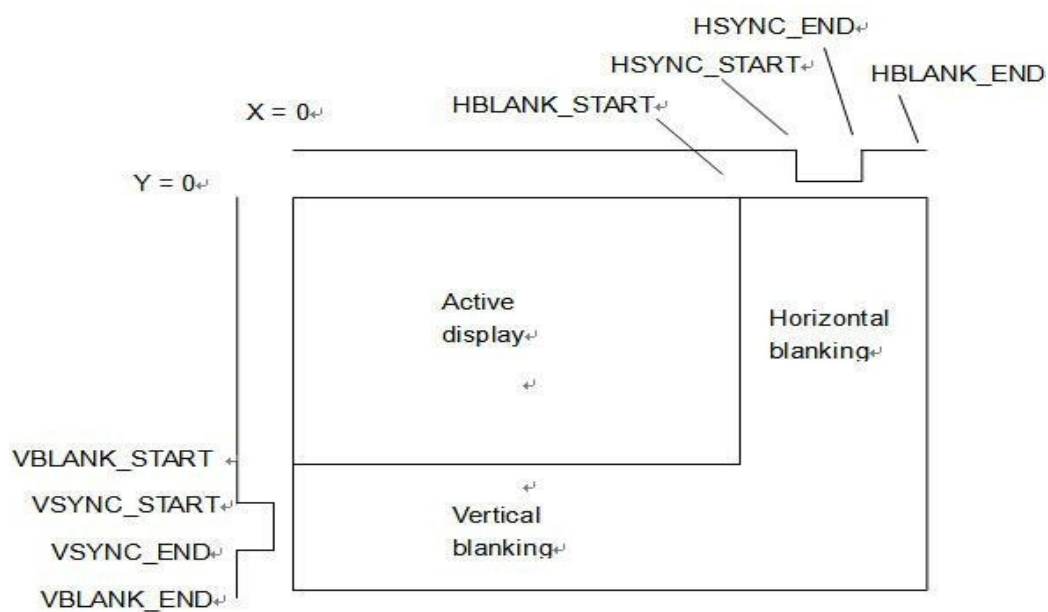 HSYNC_END↵
HSYNC_START↵
HBLANK_END↵
HBLANK_START↵
X = 0↵
Y = 0↵
Active
display↵
↵
Horizontal
blanking↵
VBLANK_START ↵
VSYNC_START↵
↵
Vertical
blanking↵
VSYNC_END↵
VBLANK_END↵